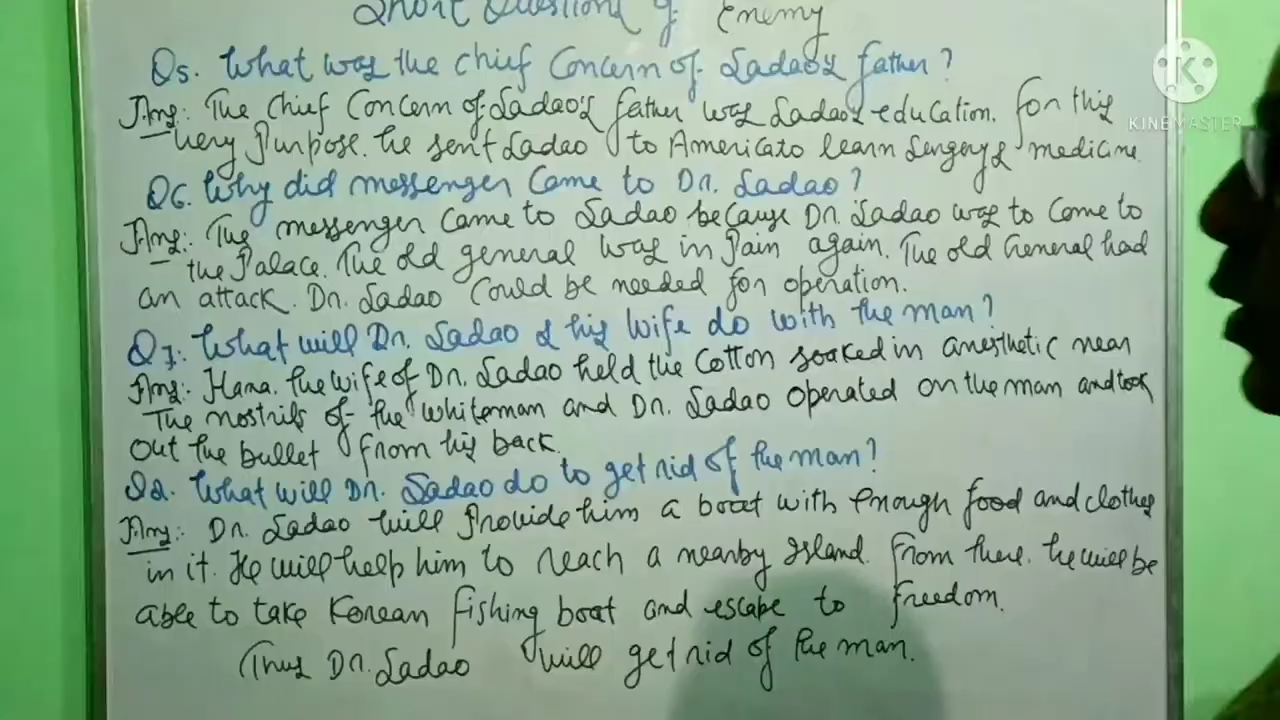 Short Questions of Enemy
Q5. What was the chief Concern of Sadao's father?
Ans: The Chief Concern of Sadao's father was Sadao's education. For this
very Purpose. he sent Sadao to America to learn Surgery & medicine
Q6. Why did messenger Come to Dr. Sadao?
Ans: The messenger Came to Sadao because Dr. Sadao was to Come to
the Palace. The old general was in Pain again. The old General had
an attack. Dr. Sadao Could be needed for operation.
Q7: What will Dr. Sadao & his wife do with the man?
Ans: Hana. the wife of Dr. Sadao held the Cotton soaked in anesthetic near
The nostrils of the whiteman and Dr. Sadao operated on the man and took
out the bullet from his back.
What will Dr. Sadao do to get rid of the man?
Ans: Dr. Sadao will Provide him a boat with enough food and clothes
in it. He will help him to reach a nearby Island. From there. he will be
able to take Korean fishing boat and escape to freedom.
Thus Dr. Sadao will get rid of the man.
KINEMASTER